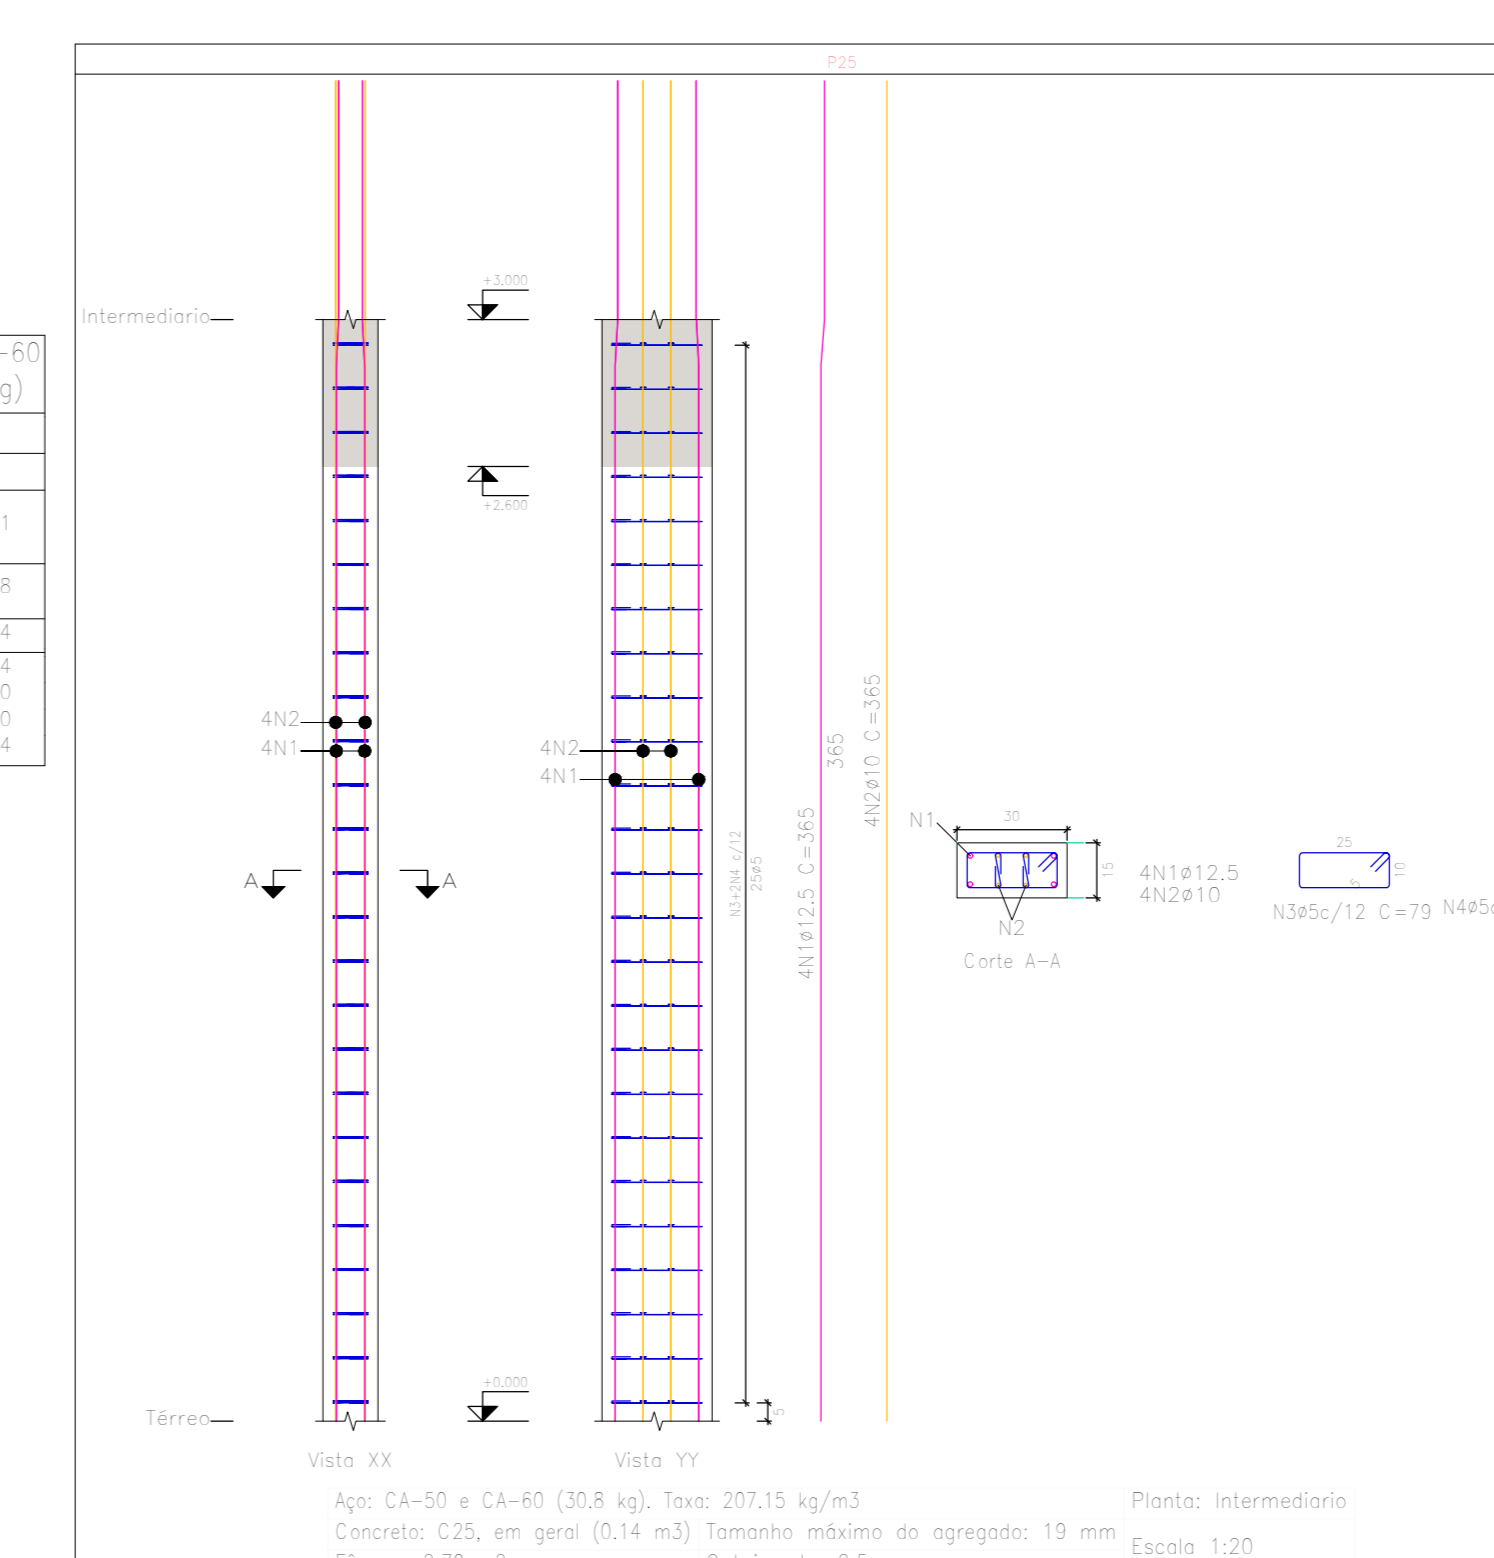 P25
+3.000
Intermediario
-60
g)
+2.600
1
8
4
4
0
0
4
4N2
4N1
4N2
4N1
N3+2N4 c/12
25ø5
4N1ø12.5 C=365
365
4N2ø10 C=365
N1
30
15
N2
Corte A-A
4N1ø12.5
4N2ø10
25
10
5
N3ø5c/12 C=79
N4ø5c
A
A
+0.000
5
Térreo
Vista XX
Vista YY
Aço: CA-50 e CA-60 (30.8 kg). Taxa: 207.15 kg/m3
Planta: Intermediario
Concreto: C25, em geral (0.14 m3)
Tamanho máximo do agregado: 19 mm
Escala 1:20